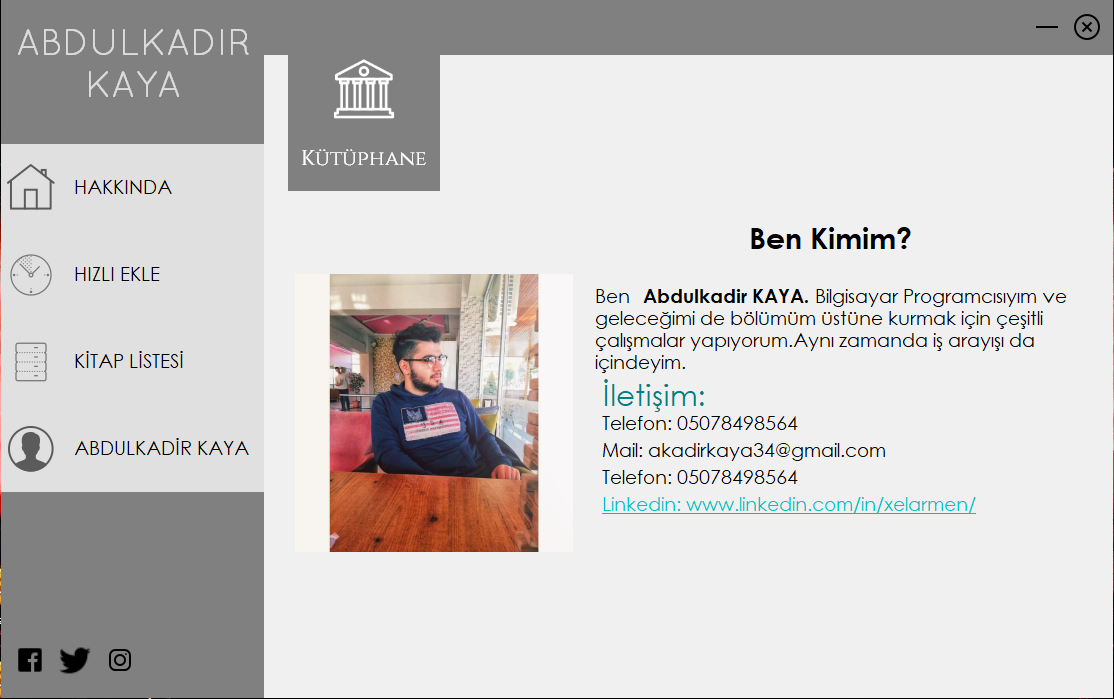 ABDULKADIR
KAYA
HAKKINDA
HIZLI EKLE
KİTAP LİSTESİ
ABDULKADİR KAYA
KÜTÜPHANE
Ben Kimim?
Ben Abdulkadir KAYA. Bilgisayar Programcısıyım ve
geleceğimi de bölümüm üstüne kurmak için çeşitli
çalışmalar yapıyorum.Aynı zamanda iş arayışı da
içindeyim.
İletişim:
Telefon: 05078498564
Mail: akadirkaya34@gmail.com
Telefon: 05078498564
Linkedin: www.linkedin.com/in/xelarmen/